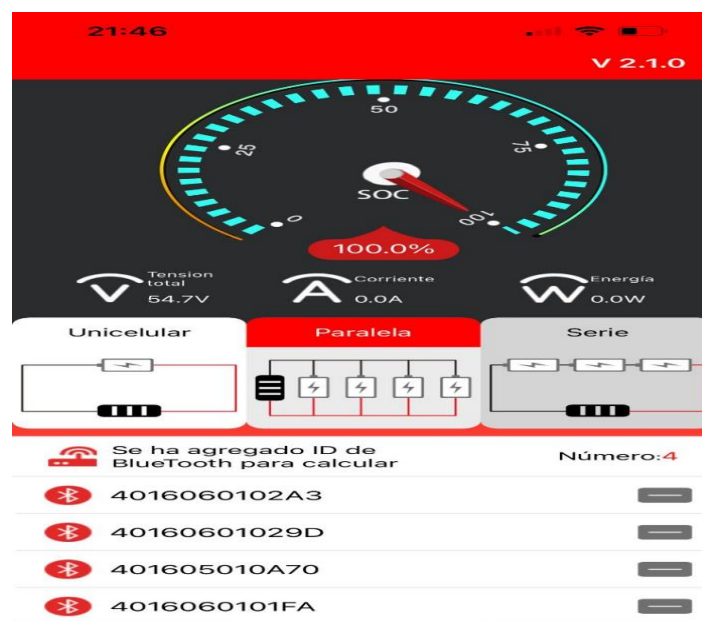 21:46
V 2.1.0
0
25
50
75
100
SOC
100.0%
Tension
total
54.7V
Corriente
0.0A
Energía
0.0W
Unicelular
Paralela
Serie
Se ha agregado ID de
BlueTooth para calcular
Número:4
4016060102A3
40160601029D
401605010A70
4016060101FA